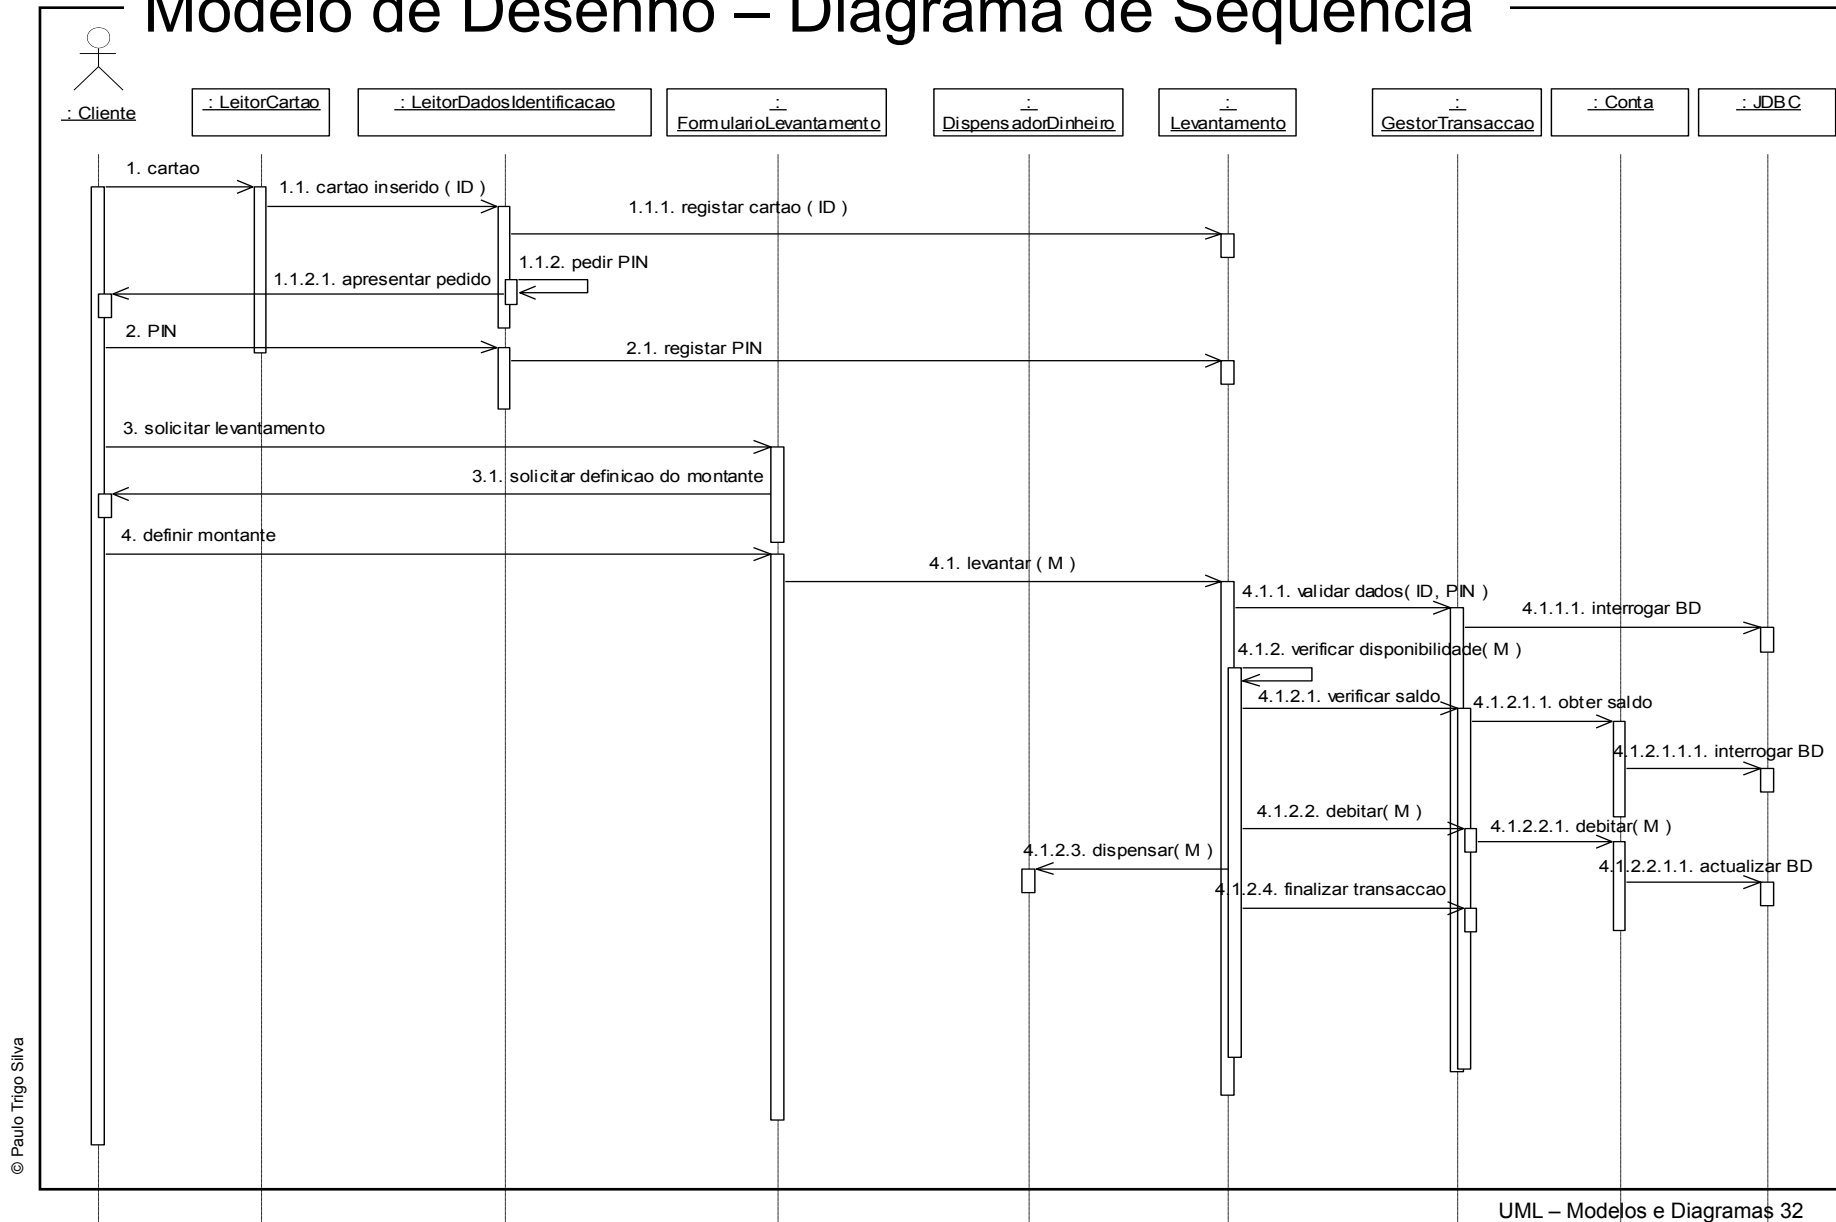 Modelo de Desenho – Diagrama de Sequência
: Cliente
: LeitorCartao
: LeitorDadosIdentificacao
:
FormularioLevantamento
:
DispensadorDinheiro
:
Levantamento
:
GestorTransaccao
: Conta
: JDBC
1. cartao
1.1. cartao inserido ( ID )
1.1.1. registar cartao ( ID )
1.1.2. pedir PIN
1.1.2.1. apresentar pedido
2. PIN
2.1. registar PIN
3. solicitar levantamento
3.1. solicitar definicao do montante
4. definir montante
4.1. levantar ( M )
4.1.1. validar dados( ID, PIN )
4.1.1.1. interrogar BD
4.1.2. verificar disponibilidade( M )
4.1.2.1. verificar saldo
4.1.2.1.1. obter saldo
4.1.2.1.1.1. interrogar BD
4.1.2.2. debitar( M )
4.1.2.2.1. debitar( M )
4.1.2.3. dispensar( M )
4.1.2.2.1.1. actualizar BD
4.1.2.4. finalizar transaccao
© Paulo Trigo Silva
UML – Modelos e Diagramas 32